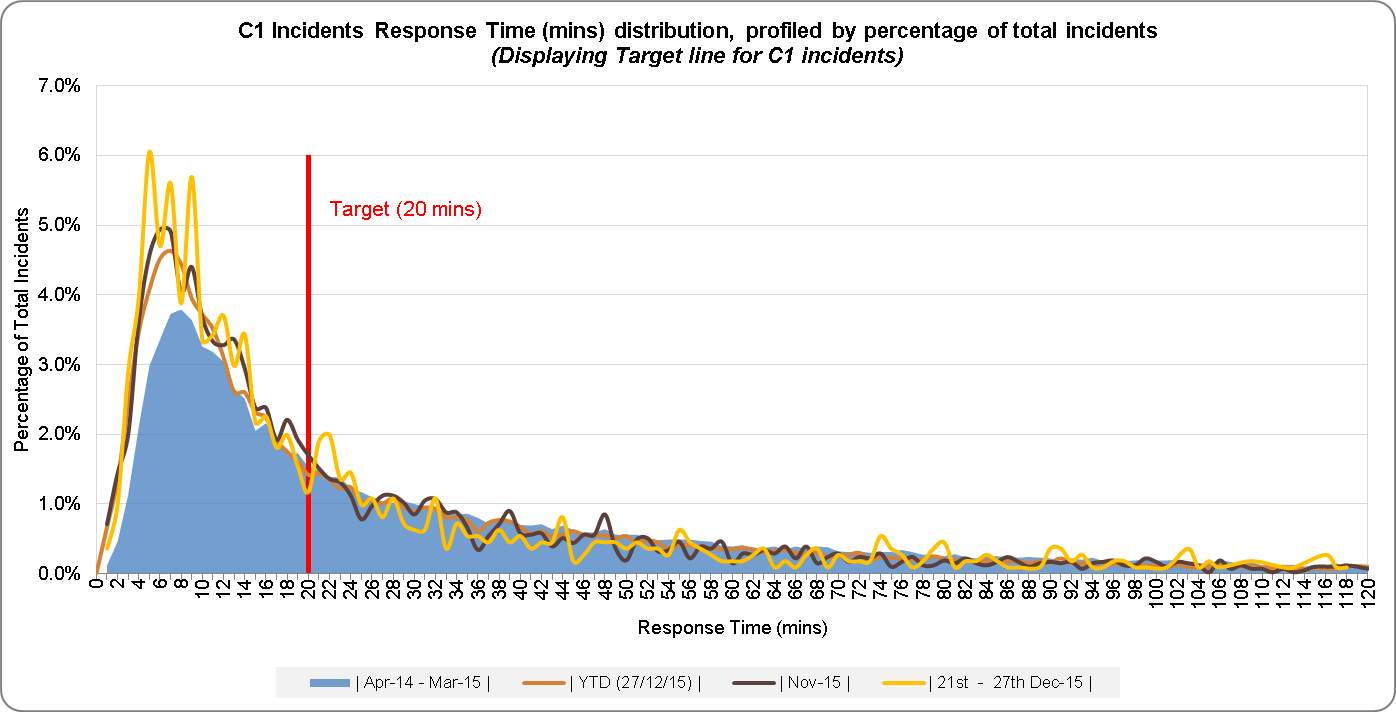 C1 Incidents Response Time (mins) distribution, profiled by percentage of total incidents
(Displaying Target line for C1 incidents)
7.0%
6.0%
5.0%
4.0%
3.0%
2.0%
1.0%
0.0%
Percentage of Total Incidents
Target (20 mins)
0 2 4 6 8 10 12 14 16 18 20 22 24 26 28 30 32 34 36 38 40 42 44 46 48 50 52 54 56 58 60 62 64 66 68 70 72 74 76 78 80 82 84 86 88 90 92 94 96 98 100 102 104 106 108 110 112 114 116 118 120
Response Time (mins)
| Apr-14 - Mar-15 | | YTD (27/12/15) | | Nov-15 | | 21st - 27th Dec-15 |